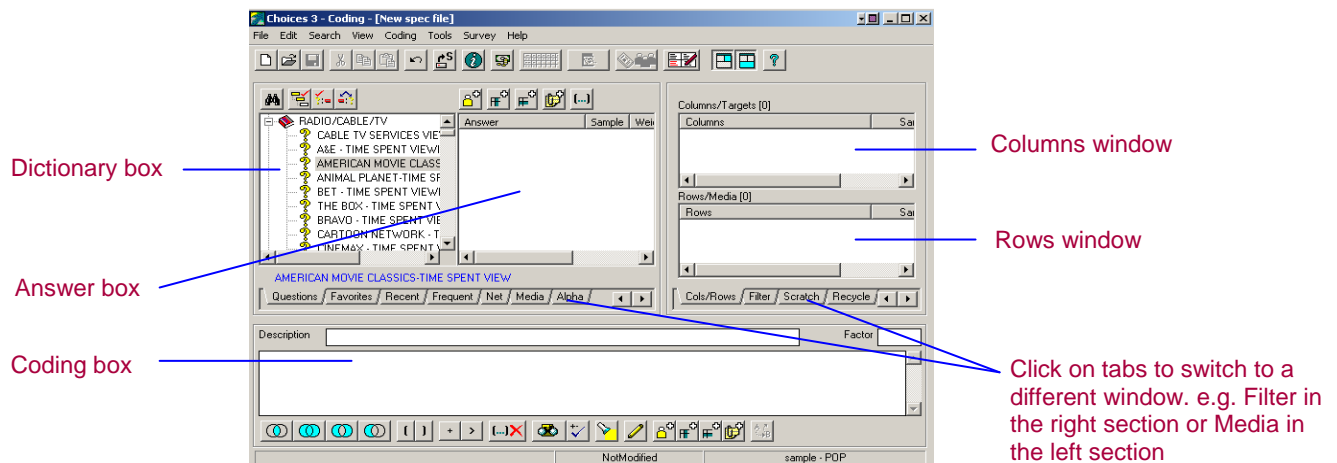 Choices 3 - Coding - [New spec file]
File Edit Search View Coding Tools Survey Help
RADIO/CABLE/TV
CABLE TV SERVICES VIE
A&E - TIME SPENT VIEWI
AMERICAN MOVIE CLASS
ANIMAL PLANET-TIME SP
BET - TIME SPENT VIEWI
THE BOX - TIME SPENT V
BRAVO - TIME SPENT VIE
CARTOON NETWORK - T
CINEMAX - TIME SPENT V
Answer Sample Weig
AMERICAN MOVIE CLASSICS-TIME SPENT VIEW
Questions Favorites Recent Frequent Net Media Alpha
Columns/Targets [0]
Columns Sai
Rows/Media [0]
Rows Sai
Cols/Rows Filter Scratch Recycle
Description Factor
NotModified sample - POP
Dictionary box
Answer box
Coding box
Columns window
Rows window
Click on tabs to switch to a
different window. e.g. Filter in
the right section or Media in
the left section